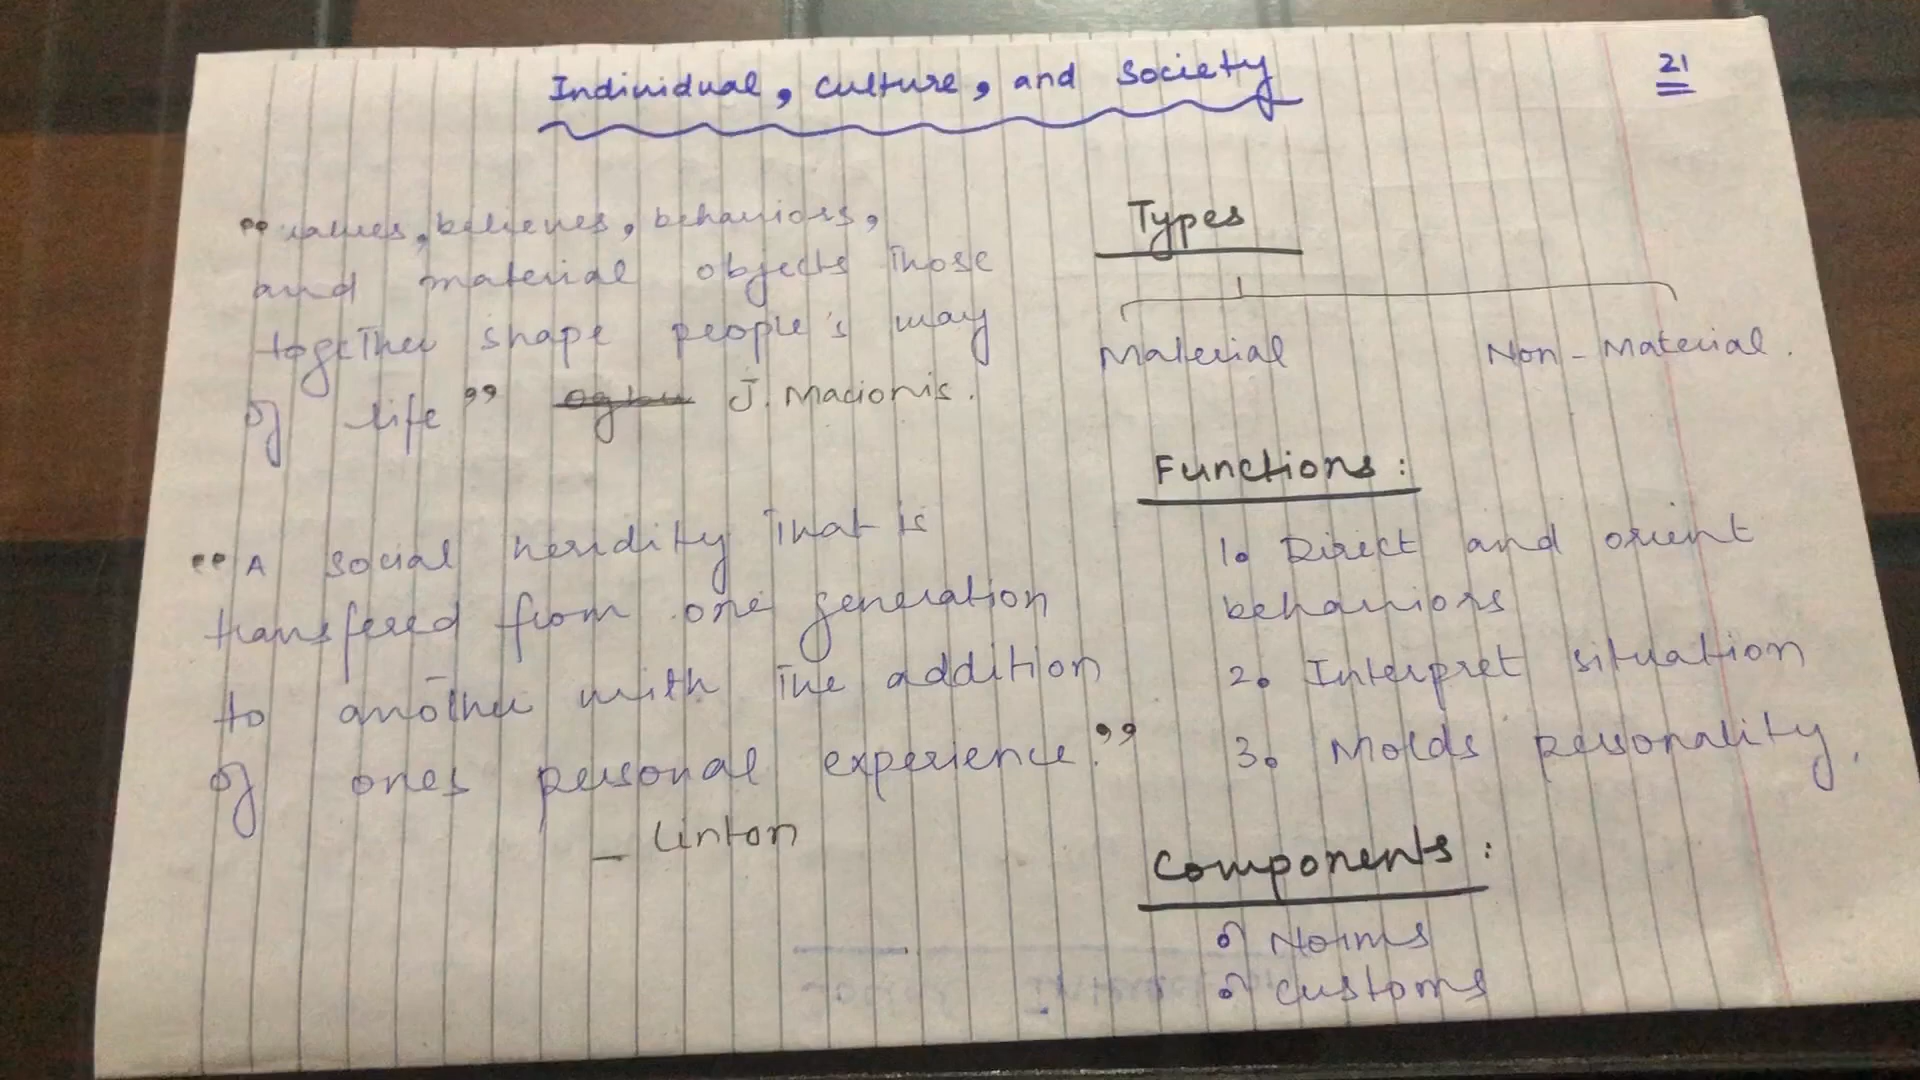 Individual, Culture, and Society
21
"values, believes, behaviors,
and material objects those
together shape people's way
of life" J. Macionis.
"A social heridity that is
transfered from one generation
to another with the addition
of ones personal experience."
_ Linton
Types
Material Non-Material.
Functions:
1. Direct and orient
behaviors
2. Interpret situation
3. Molds personality.
Components:
Norms
Customs